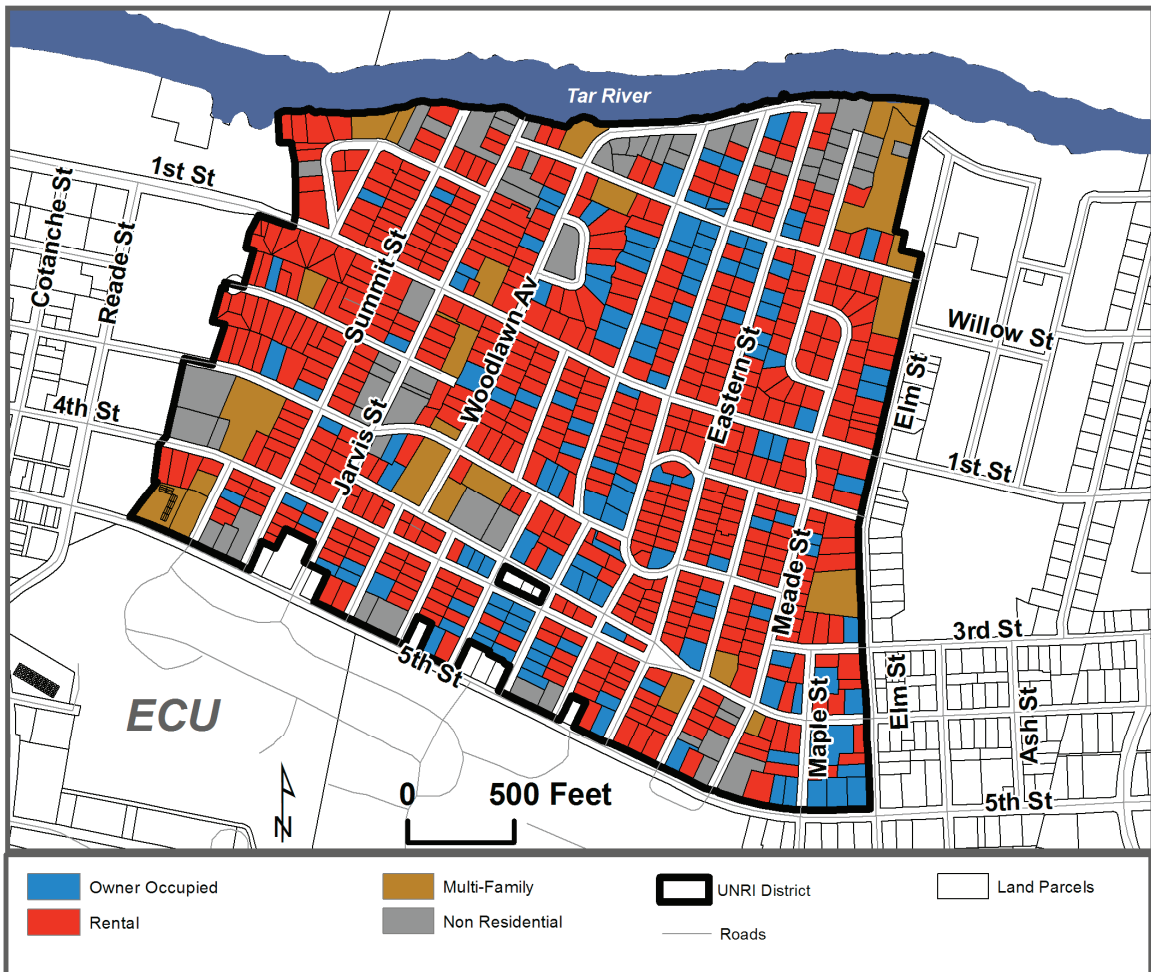 Tar River
1st St
Cotanche St
Reade St
Summit St
Woodlawn Av
Willow St
Eastern St
Elm St
4th St
Jarvis St
1st St
Meade St
3rd St
5th St
Elm St
Maple St
Ash St
ECU
0 500 Feet
5th St
N
Owner Occupied
Multi-Family
UNRI District
Land Parcels
Rental
Non Residential
Roads